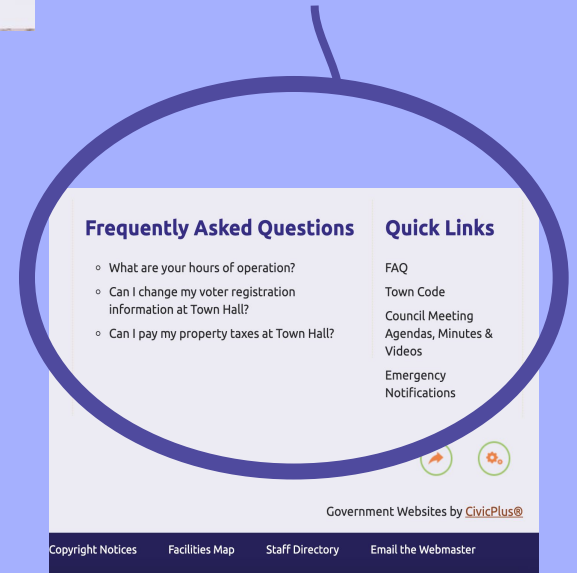 Frequently Asked Questions
What are your hours of operation?
Can I change my voter registration
information at Town Hall?
Can I pay my property taxes at Town Hall?
Quick Links
FAQ
Town Code
Council Meeting
Agendas, Minutes &
Videos
Emergency
Notifications
Government Websites by CivicPlus®
Copyright Notices Facilities Map Staff Directory Email the Webmaster